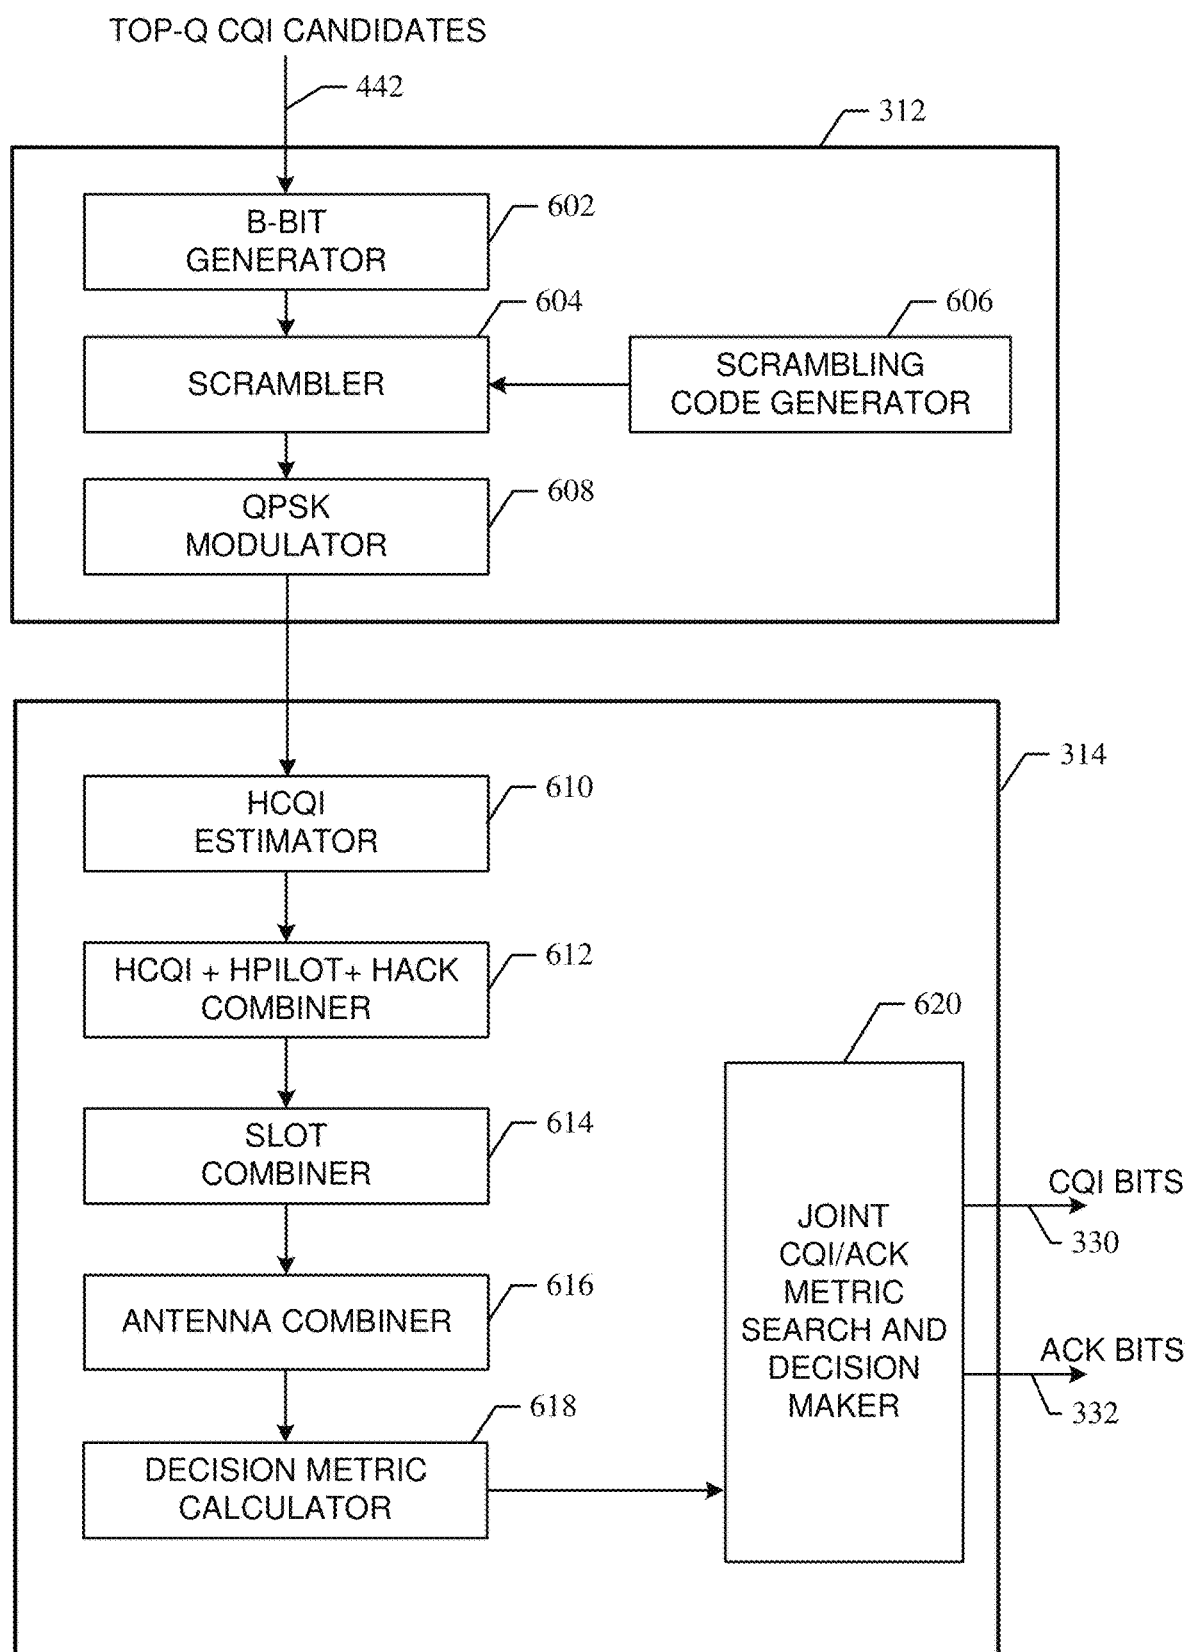 TOP-Q CQI CANDIDATES
442
312
B-BIT
GENERATOR
602
604
SCRAMBLER
606
SCRAMBLING
CODE GENERATOR
QPSK
MODULATOR
608
314
HCQI
ESTIMATOR
610
HCQI + HPILOT+ HACK
COMBINER
612
620
SLOT
COMBINER
614
ANTENNA COMBINER
616
618
DECISION METRIC
CALCULATOR
JOINT
CQI/ACK
METRIC
SEARCH AND
DECISION
MAKER
CQI BITS
330
ACK BITS
332